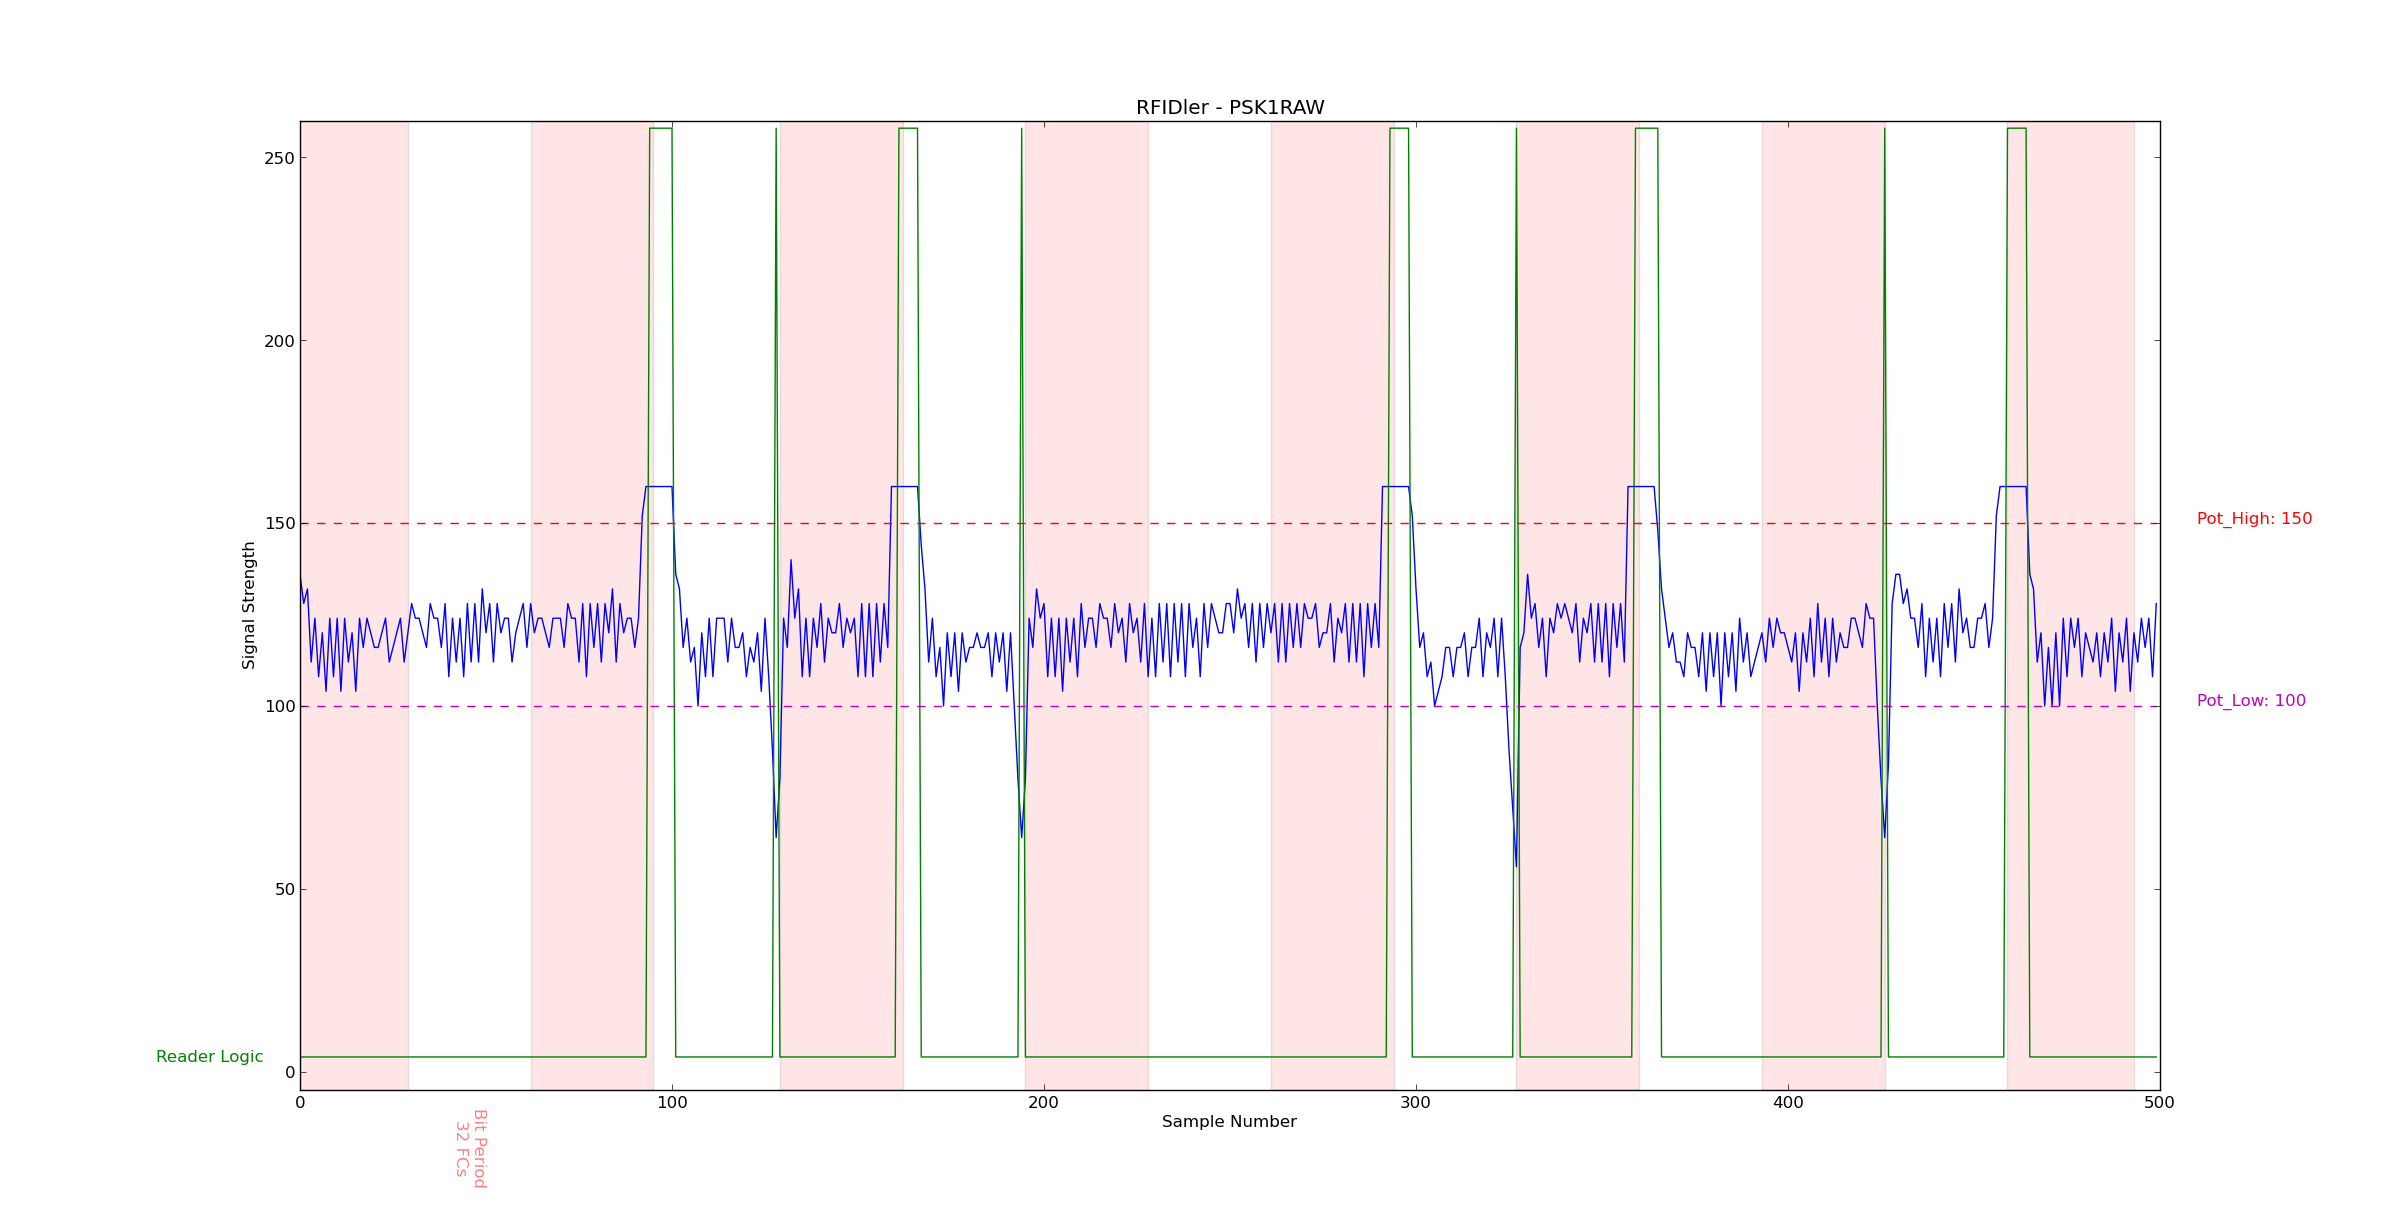 RFIDler - PSK1RAW
250
200
150
100
50
0
Signal Strength
Pot_High: 150
Pot_Low: 100
Reader Logic
0
100
200
300
400
500
Sample Number
Bit Period
32 FCs